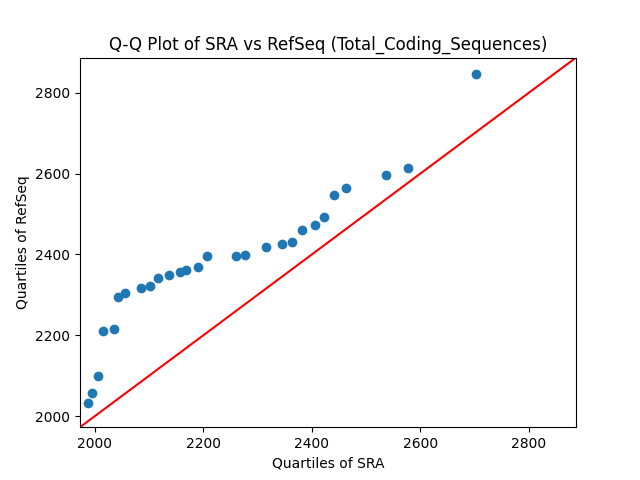 Q-Q Plot of SRA vs RefSeq (Total_Coding_Sequences)
Quartiles of RefSeq
2800
2600
2400
2200
2000
2000 2200 2400 2600 2800
Quartiles of SRA